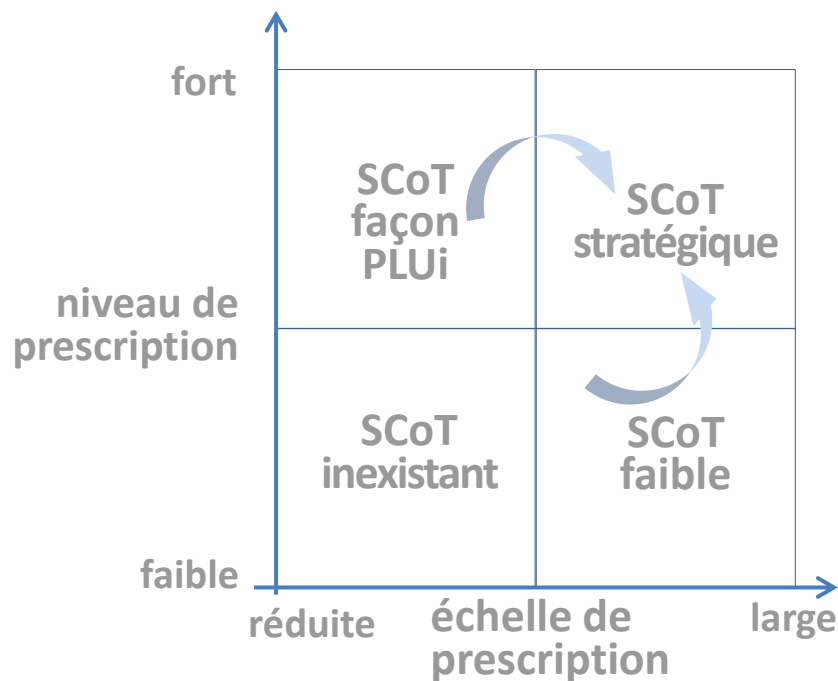 fort
SCoT
façon
PLUi
SCoT
stratégique
niveau de
prescription
SCoT
inexistant
SCoT
faible
faible
réduite
échelle de
prescription
large